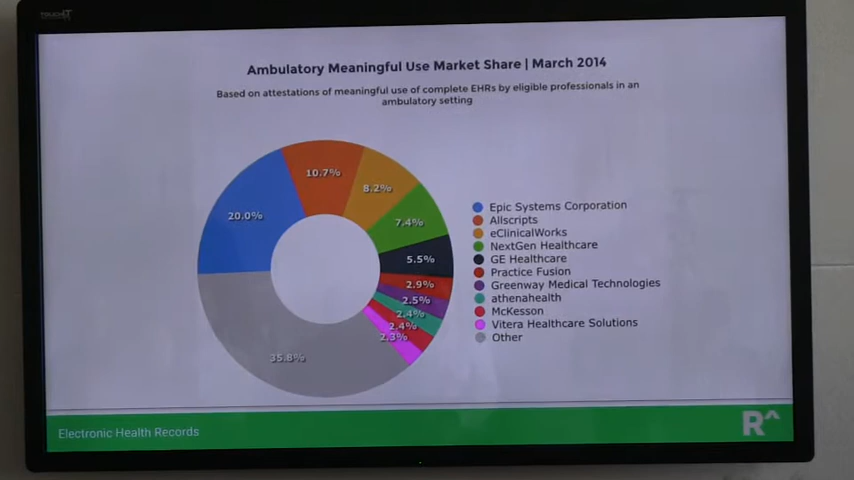 TOUCHIT
Ambulatory Meaningful Use Market Share | March 2014
Based on attestations of meaningful use of complete EHRs by eligible professionals in an
ambulatory setting
10.7%
8.2%
20.0%
7.4%
5.5%
2.9%
2.5%
2.4%
2.4%
2.3%
35.8%
Epic Systems Corporation
Allscripts
eClinicalWorks
NextGen Healthcare
GE Healthcare
Practice Fusion
Greenway Medical Technologies
athenahealth
McKesson
Vitera Healthcare Solutions
Other
Electronic Health Records
R^